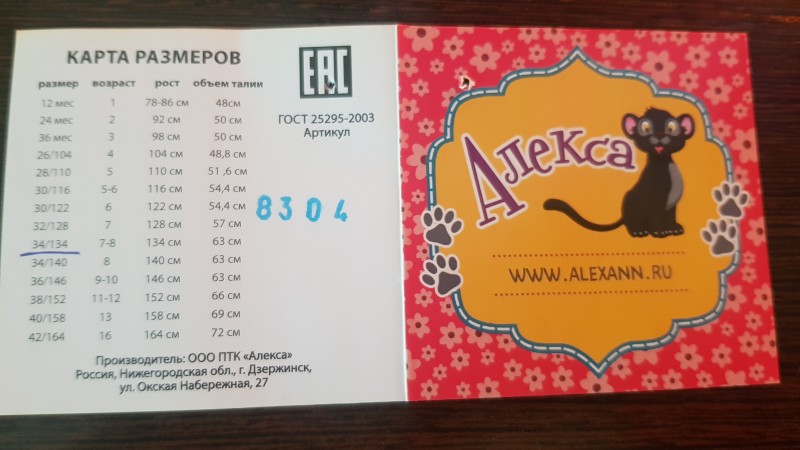 КАРТА РАЗМЕРОВ
размер возраст рост объем талии
12 мес 1 78-86 см 48см
24 мес 2 92 см 50 см
36 мес 3 98 см 50 см
26/104 4 104 см 48,8 см
28/110 5 110 см 51 ,6 см
30/116 5-6 116 см 54,4 см
30/122 6 122 см 54,4 см
32/128 7 128 см 57 см
34/134 7-8 134 см 63 см
34/140 8 140 см 63 см
36/146 9-10 146 см 63 см
38/152 11-12 152 см 66 см
40/158 13 158 см 69 см
42/164 16 164 см 72 см
Производитель: ООО ПТК «Алекса»
Россия, Нижегородская обл., г. Дзержинск,
ул. Окская Набережная, 27
EAC
ГОСТ 25295-2003
Артикул
8304
Алекса
WWW.ALEXANN.RU